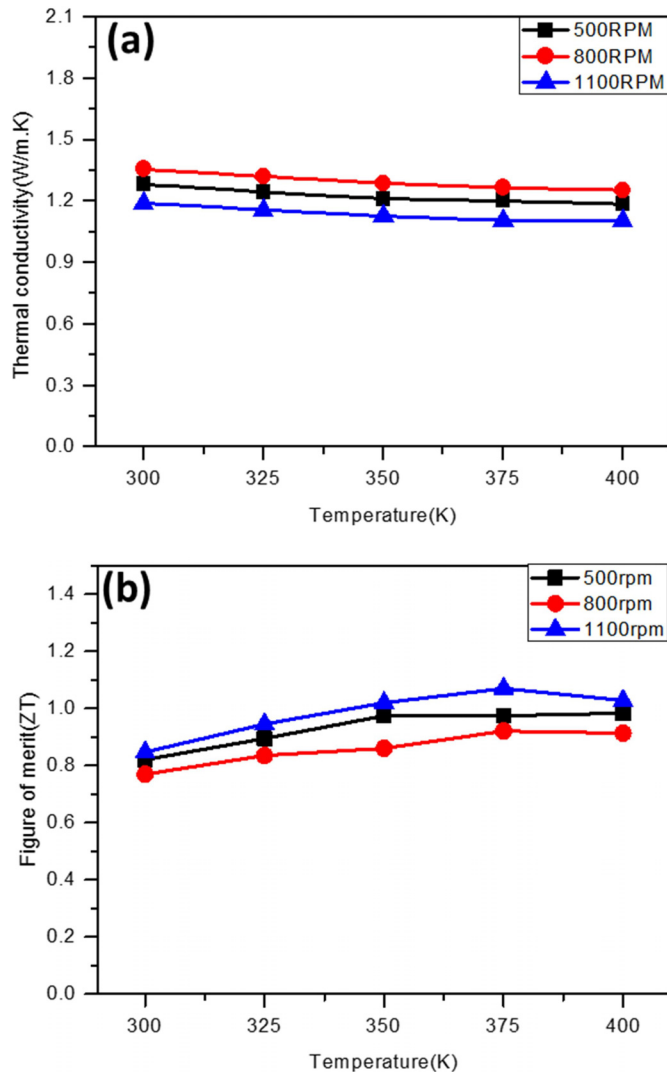 (a)
500RPM
800RPM
1100RPM
2.1
1.8
1.5
1.2
0.9
0.6
0.3
0.0
Thermal conductivity(W/m.K)
300 325 350 375 400
Temperature(K)
(b)
500rpm
800rpm
1100rpm
1.4
1.2
1.0
0.8
0.6
0.4
0.2
0.0
Figure of merit(ZT)
300 325 350 375 400
Temperature(K)